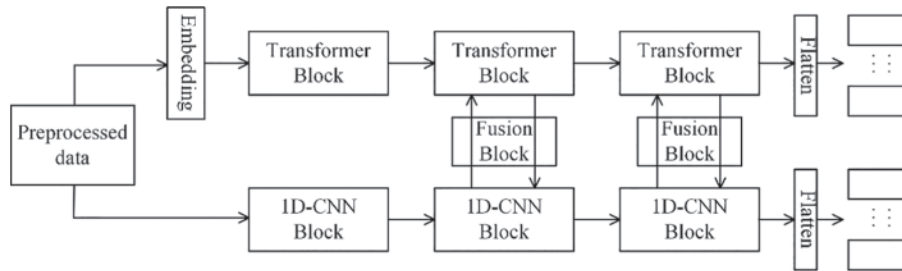 Embedding
Transformer
Block
Transformer
Block
Transformer
Block
Flatten
Preprocessed
data
Fusion
Block
Fusion
Block
1D-CNN
Block
1D-CNN
Block
1D-CNN
Block
Flatten